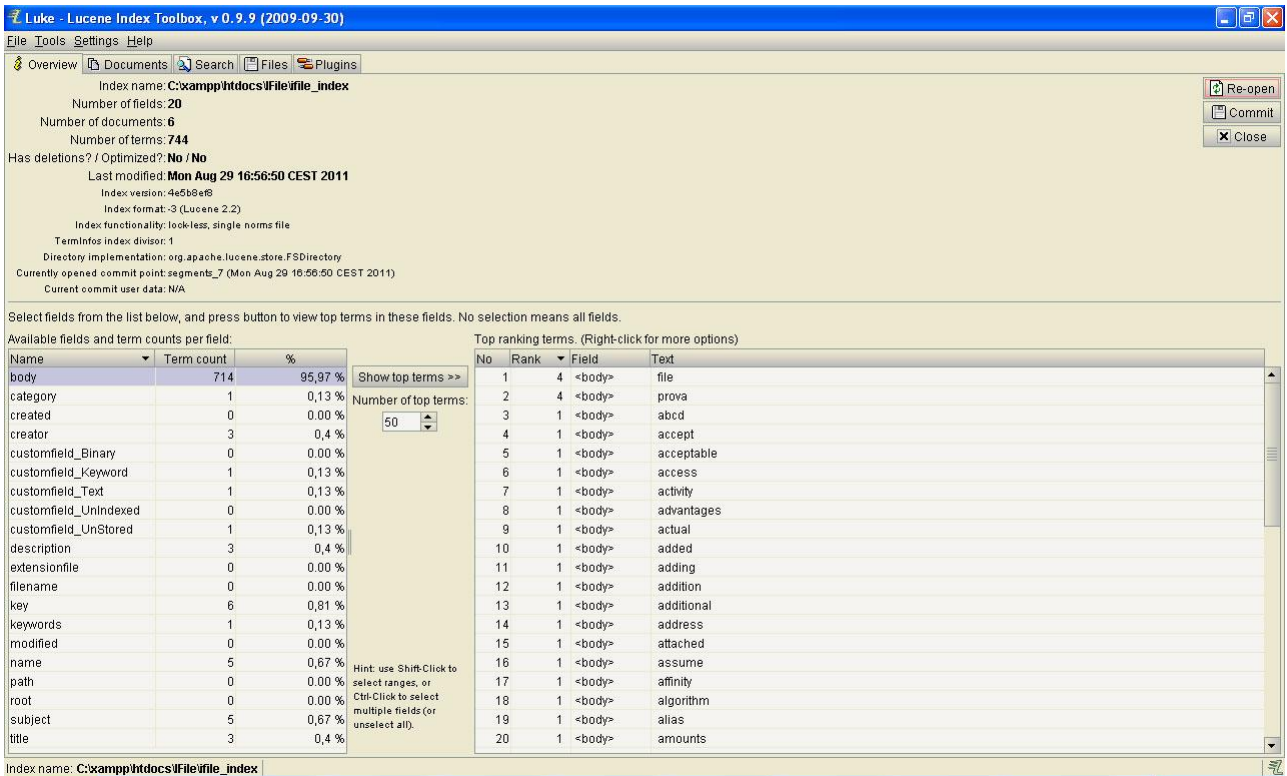 Luke - Lucene Index Toolbox, v 0.9.9 (2009-09-30)
File Tools Settings Help
Overview Documents Search Files Plugins
Index name: C:\xampp\htdocs\IFile\ifile_index
Re-open
Number of fields: 20
Number of documents: 6
Commit
Number of terms: 744
Close
Has deletions? / Optimized?: No / No
Last modified: Mon Aug 29 16:56:50 CEST 2011
Index version: 4e5b8ef8
Index format: -3 (Lucene 2.2)
Index functionality: lock-less, single norms file
TermInfos index divisor: 1
Directory implementation: org.apache.lucene.store.FSDirectory
Currently opened commit point: segments_7 (Mon Aug 29 16:56:50 CEST 2011)
Current commit user data: N/A
Select fields from the list below, and press button to view top terms in these fields. No selection means all fields.
Available fields and term counts per field:
Name Term count %
body 714 95,97 %
category 1 0,13 %
created 0 0.00 %
creator 3 0,4 %
customfield_Binary 0 0.00 %
customfield_Keyword 1 0,13 %
customfield_Text 1 0,13 %
customfield_UnIndexed 0 0.00 %
customfield_UnStored 1 0,13 %
description 3 0,4 %
extensionfile 0 0.00 %
filename 0 0.00 %
key 6 0,81 %
keywords 1 0,13 %
modified 0 0.00 %
name 5 0,67 %
path 0 0.00 %
root 0 0.00 %
subject 5 0,67 %
title 3 0,4 %
Show top terms >>
Number of top terms:
50
Hint: use Shift-Click to
select ranges, or
Ctrl-Click to select
multiple fields (or
unselect all).
Top ranking terms. (Right-click for more options)
No Rank Field Text
1 4 <body> file
2 4 <body> prova
3 1 <body> abcd
4 1 <body> accept
5 1 <body> acceptable
6 1 <body> access
7 1 <body> activity
8 1 <body> advantages
9 1 <body> actual
10 1 <body> added
11 1 <body> adding
12 1 <body> addition
13 1 <body> additional
14 1 <body> address
15 1 <body> attached
16 1 <body> assume
17 1 <body> affinity
18 1 <body> algorithm
19 1 <body> alias
20 1 <body> amounts
Index name: C:\xampp\htdocs\IFile\ifile_index